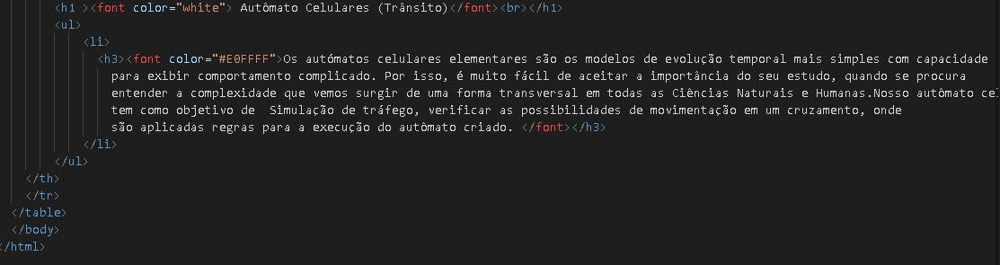 <h1 ><font color="white"> Autômato Celulares (Trânsito)</font><br></h1>
<ul>
<li>
<h3><font color="#E0FFFF">Os autómatos celulares elementares são os modelos de evolução temporal mais simples com capacidade
para exibir comportamento complicado. Por isso, é muito fácil de aceitar a importância do seu estudo, quando se procura
entender a complexidade que vemos surgir de uma forma transversal em todas as Ciências Naturais e Humanas.Nosso autômato cel
tem como objetivo de  Simulação de tráfego, verificar as possibilidades de movimentação em um cruzamento, onde
são aplicadas regras para a execução do autômato criado. </font></h3>
</li>
</ul>
</th>
</tr>
</table>
</body>
</html>